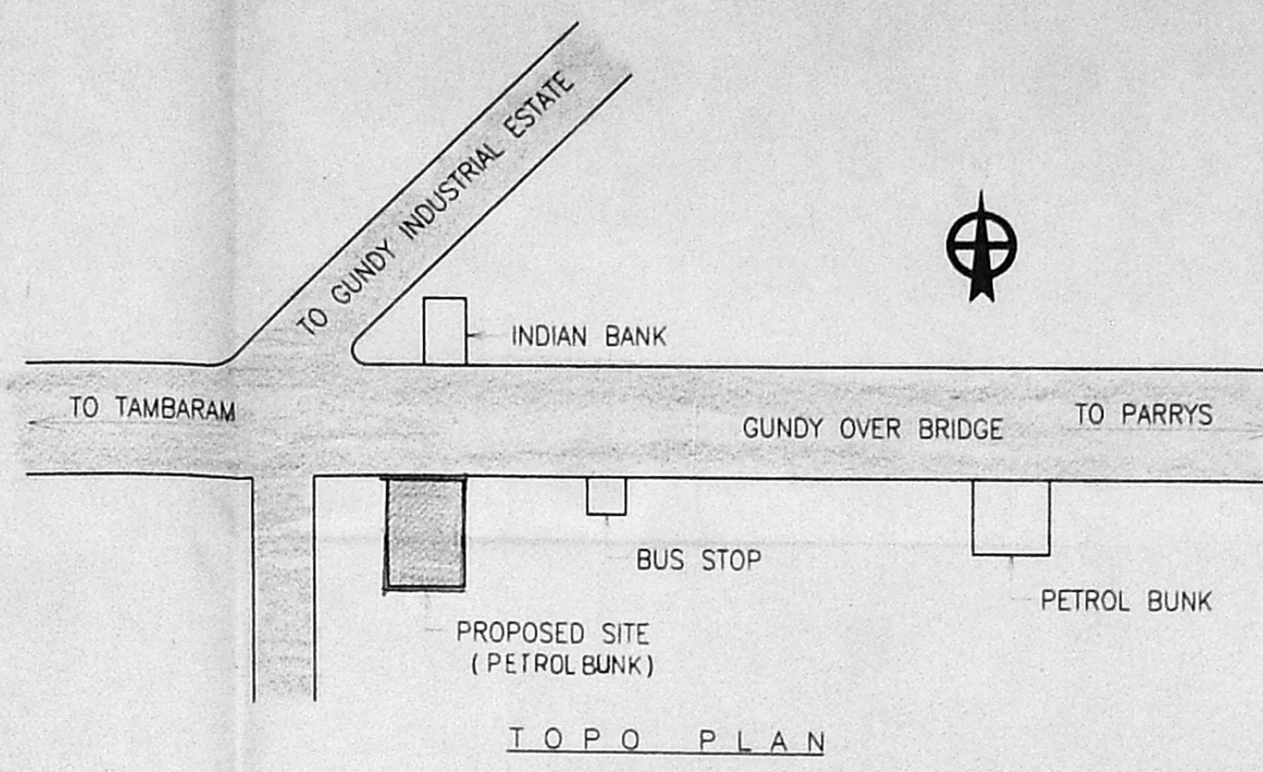 TO GUNDY INDUSTRIAL ESTATE
INDIAN BANK
TO TAMBARAM
GUNDY OVER BRIDGE
TO PARRYS
BUS STOP
PETROL BUNK
PROPOSED SITE
(PETROL BUNK)
TOPO PLAN